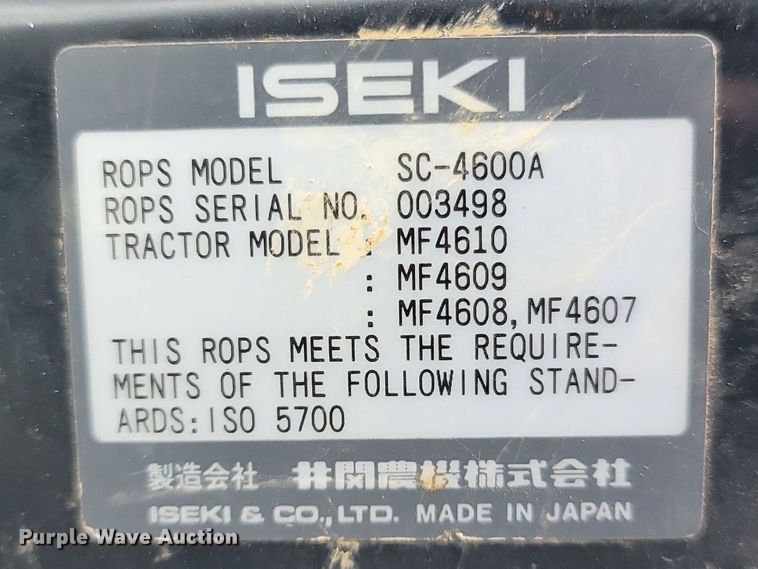 ISEKI
ROPS MODEL SC-4600A
ROPS SERIAL NO. 003498
TRACTOR MODEL : MF4610
: MF4609
: MF4608, MF4607
THIS ROPS MEETS THE REQUIRE-
MENTS OF THE FOLLOWING STAND-
ARDS: ISO 5700
製造会社 井関農機株式会社
ISEKI & CO., LTD. MADE IN JAPAN
Purple Wave Auction